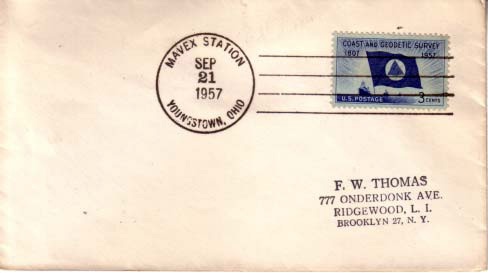 MAVEX STATION
SEP
21
1957
YOUNGSTOWN, OHIO
COAST AND GEODETIC SURVEY
1807 1957
U.S. POSTAGE 3 CENTS
F. W. THOMAS
777 ONDERDONK AVE.
RIDGEWOOD, L. I.
BROOKLYN 27, N. Y.